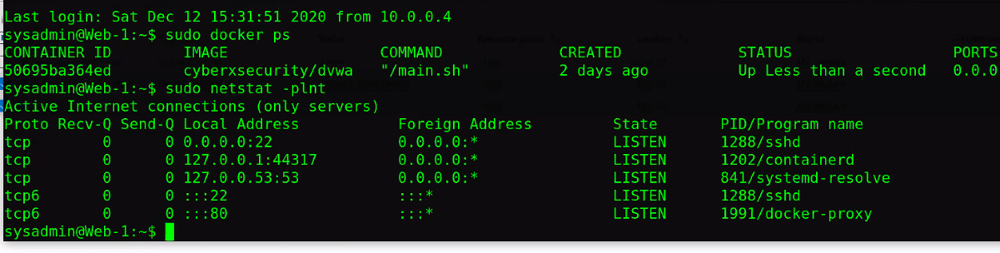 Last login: Sat Dec 12 15:31:51 2020 from 10.0.0.4
sysadmin@Web-1:~$ sudo docker ps
CONTAINER ID        IMAGE                 COMMAND             CREATED             STATUS                  PORTS
50695ba364ed        cyberxsecurity/dvwa   "/main.sh"          2 days ago          Up Less than a second   0.0.0
sysadmin@Web-1:~$ sudo netstat -plnt
Active Internet connections (only servers)
Proto Recv-Q Send-Q Local Address           Foreign Address         State       PID/Program name
tcp        0      0 0.0.0.0:22              0.0.0.0:*               LISTEN      1288/sshd
tcp        0      0 127.0.0.1:44317         0.0.0.0:*               LISTEN      1202/containerd
tcp        0      0 127.0.0.53:53           0.0.0.0:*               LISTEN      841/systemd-resolve
tcp6       0      0 :::22                   :::*                    LISTEN      1288/sshd
tcp6       0      0 :::80                   :::*                    LISTEN      1991/docker-proxy
sysadmin@Web-1:~$